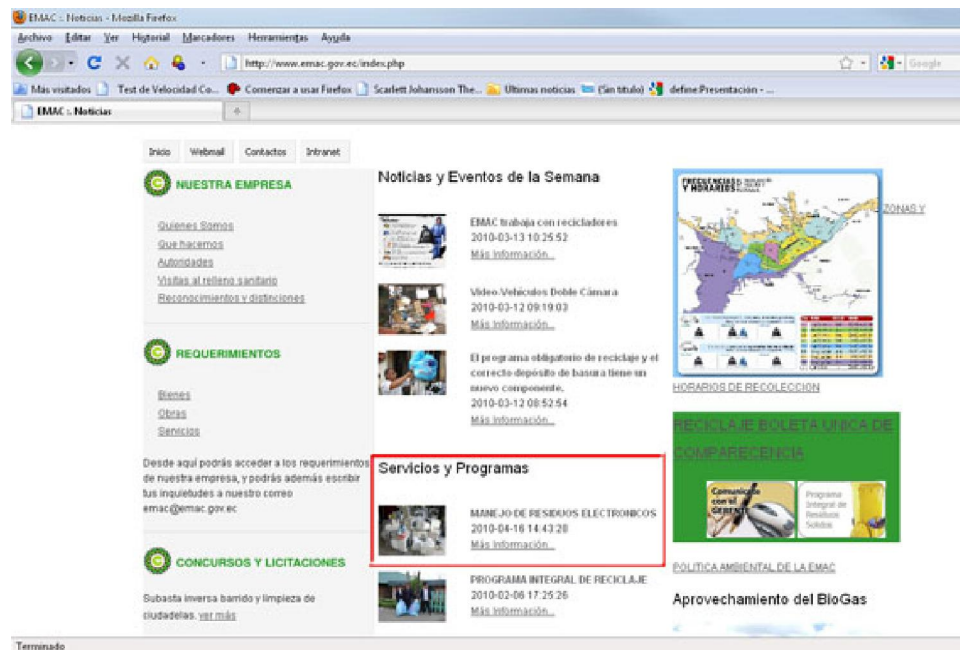 EMAC :. Noticias - Mozilla Firefox
Archivo Editar Ver Historial Marcadores Herramientas Ayuda
http://www.emac.gov.ec/index.php
Google
Más visitados Test de Velocidad Co... Comenzar a usar Firefox Scarlett Johansson The... Últimas noticias (Sin título) define:Presentación - ...
EMAC :. Noticias
Inicio Webmail Contactos Intranet
NUESTRA EMPRESA
Quienes Somos
Que hacemos
Autoridades
Visitas al relleno sanitario
Reconocimientos y distinciones
REQUERIMIENTOS
Bienes
Obras
Servicios
Desde aquí podrás acceder a los requerimientos
de nuestra empresa, y podrás además escribir
tus inquietudes a nuestro correo
emac@emac.gov.ec
CONCURSOS Y LICITACIONES
Subasta inversa barrido y limpieza de
ciudadelas. ver más
Noticias y Eventos de la Semana
EMAC trabaja con recicladores
2010-03-13 10:25:52
Más Información...
Video-Vehículos Doble Cámara
2010-03-12 09:19:03
Más Información...
El programa obligatorio de reciclaje y el
correcto depósito de basura tiene un
nuevo componente.
2010-03-12 08:52:54
Más Información...
Servicios y Programas
MANEJO DE RESIDUOS ELECTRONICOS
2010-04-16 14:43:28
Más Información...
PROGRAMA INTEGRAL DE RECICLAJE
2010-02-06 17:25:26
Más Información...
FRECUENCIAS
Y HORARIOS
ZONAS Y
HORARIOS DE RECOLECCION
RECICLAJE BOLETA UNICA DE
COMPARECENCIA
Comunícate
con el
GERENTE
Programa
Integral de
Residuos
Solidos
POLITICA AMBIENTAL DE LA EMAC
Aprovechamiento del BioGas
Terminado